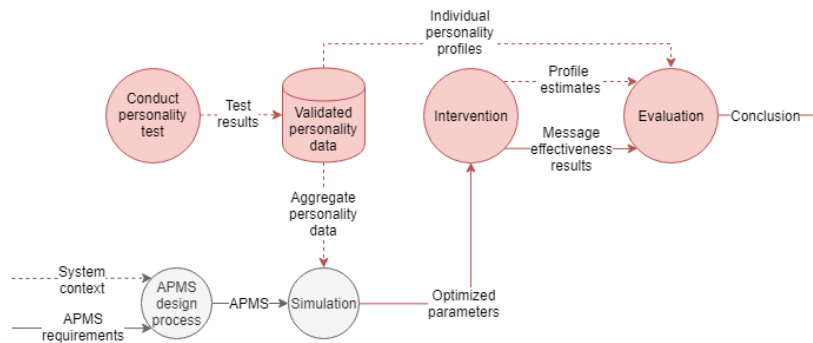 Individual
personality
profiles
Conduct
personality
test
Test
results
Validated
personality
data
Intervention
Profile
estimates
Evaluation
Conclusion
Message
effectiveness
results
Aggregate
personality
data
System
context
APMS
design
process
APMS
Simulation
Optimized
parameters
APMS
requirements